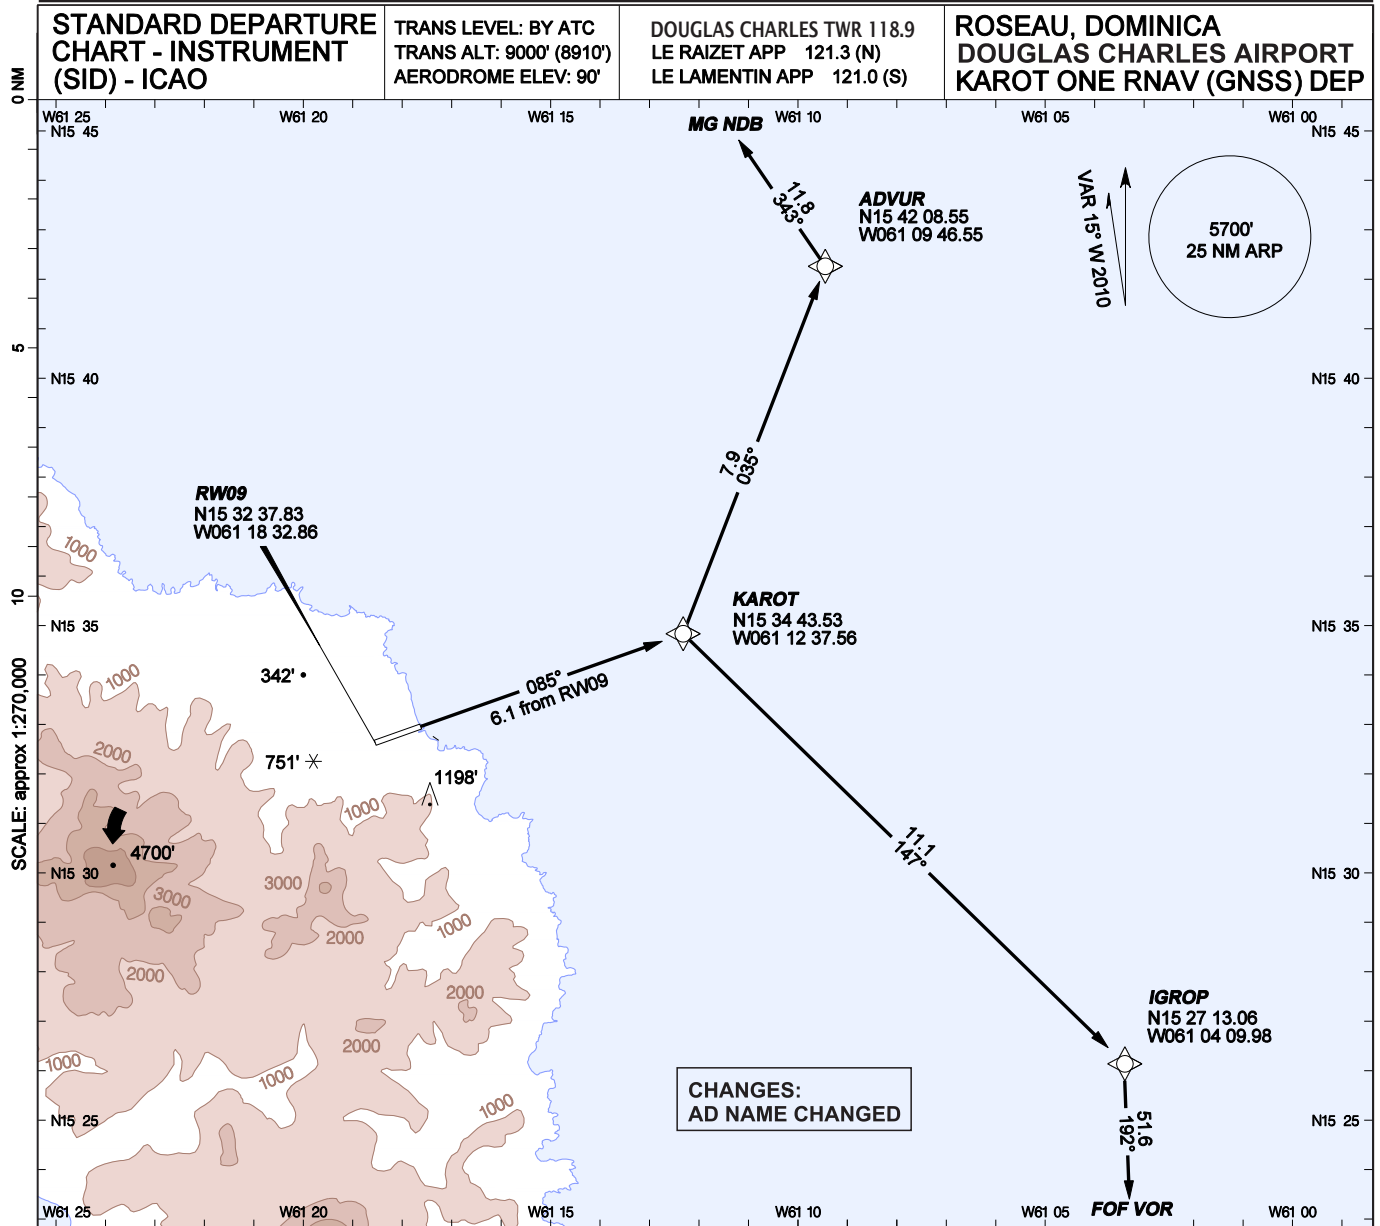 STANDARD DEPARTURE
CHART - INSTRUMENT
(SID) - ICAO
TRANS LEVEL: BY ATC
TRANS ALT: 9000' (8910')
AERODROME ELEV: 90'
DOUGLAS CHARLES TWR 118.9
LE RAIZET APP 121.3 (N)
LE LAMENTIN APP 121.0 (S)
ROSEAU, DOMINICA
DOUGLAS CHARLES AIRPORT
KAROT ONE RNAV (GNSS) DEP
0 NM
5
10
SCALE: approx 1:270,000
W61 25
W61 20
W61 15
W61 10
W61 05
W61 00
N15 45
N15 45
MG NDB
11.8
343°
ADVUR
N15 42 08.55
W061 09 46.55
VAR 15° W 2010
5700'
25 NM ARP
N15 40
N15 40
7.9
035°
RW09
N15 32 37.83
W061 18 32.86
1000
KAROT
N15 34 43.53
W061 12 37.56
N15 35
N15 35
342'
1000
085°
6.1 from RW09
2000
751'
1198'
1000
11.1
147°
4700'
N15 30
N15 30
3000
3000
1000
2000
2000
2000
IGROP
N15 27 13.06
W061 04 09.98
2000
1000
1000
1000
CHANGES:
AD NAME CHANGED
N15 25
N15 25
51.6
192°
FOF VOR
W61 25
W61 20
W61 15
W61 10
W61 05
W61 00